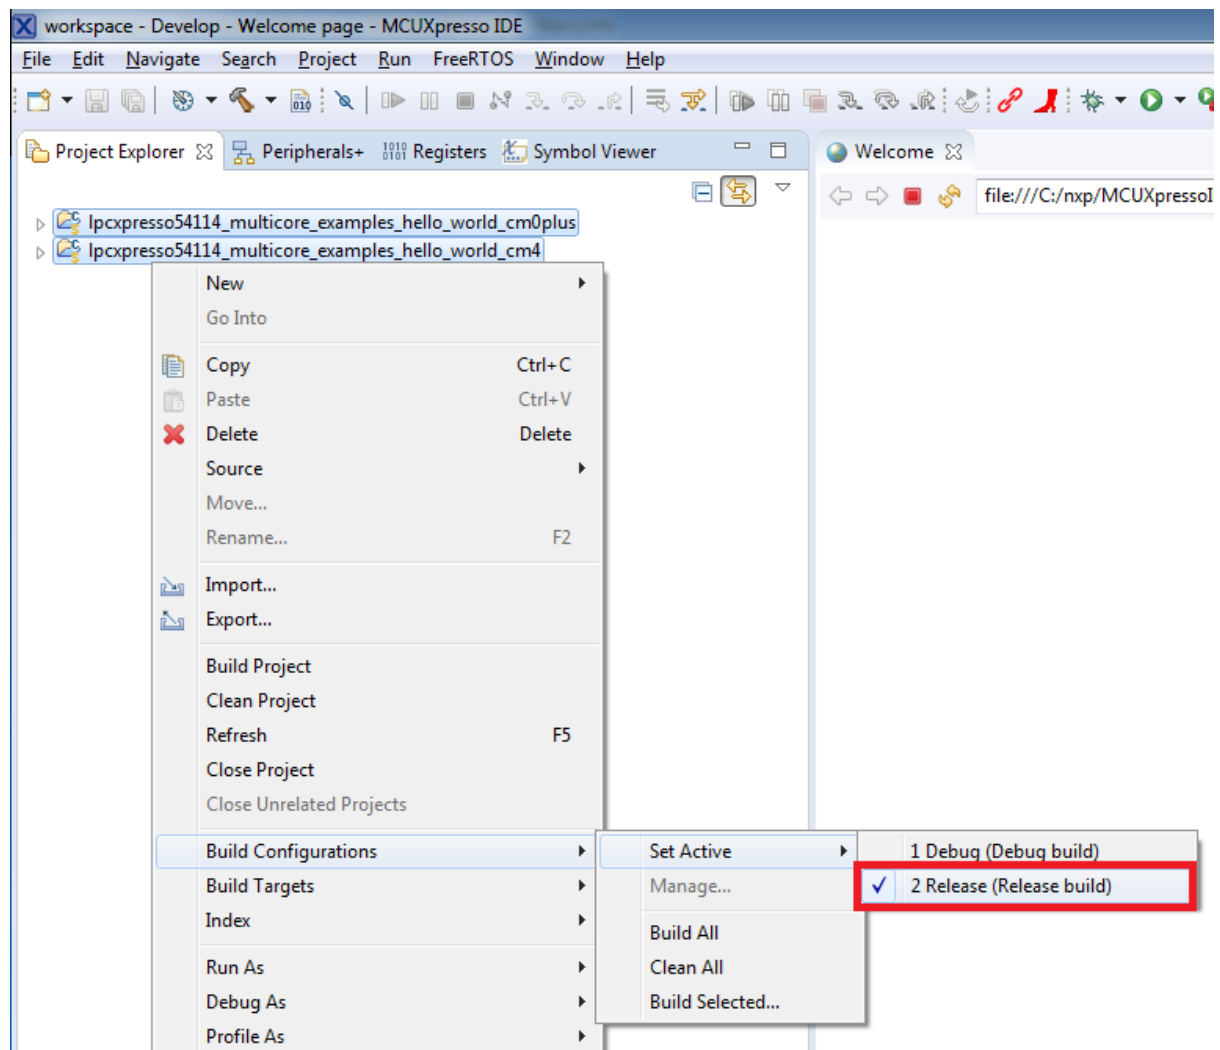 workspace - Develop - Welcome page - MCUXpresso IDE
File Edit Navigate Search Project Run FreeRTOS Window Help
Project Explorer Peripherals+ Registers Symbol Viewer Welcome
file:///C:/nxp/MCUXpressoI
lpcxpresso54114_multicore_examples_hello_world_cm0plus
lpcxpresso54114_multicore_examples_hello_world_cm4
New
Go Into
Copy Ctrl+C
Paste Ctrl+V
Delete Delete
Source
Move...
Rename... F2
Import...
Export...
Build Project
Clean Project
Refresh F5
Close Project
Close Unrelated Projects
Build Configurations Set Active 1 Debug (Debug build)
Build Targets Manage... 2 Release (Release build)
Index
Build All
Run As Clean All
Debug As Build Selected...
Profile As